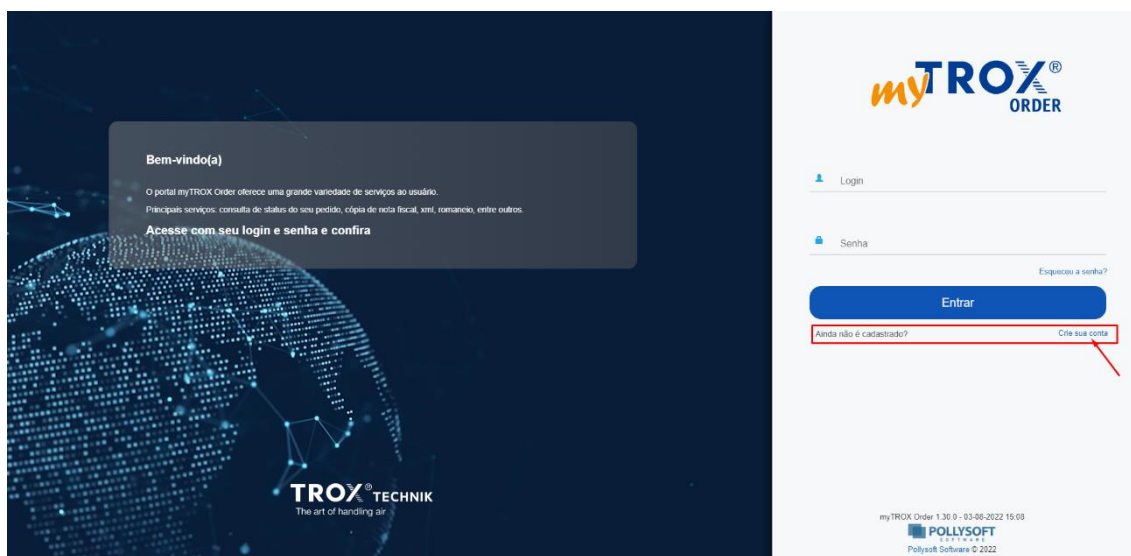 Bem-vindo(a)
O portal myTROX Order oferece uma grande variedade de serviços ao usuário.
Principais serviços: consulta de status do seu pedido, cópia de nota fiscal, xml, romaneio, entre outros.
Acesse com seu login e senha e confira
TROX® TECHNIK
The art of handling air
myTROX®
ORDER
Login
Senha
Esqueceu a senha?
Entrar
Ainda não é cadastrado? Crie sua conta
myTROX Order 1.30.0 - 03-08-2022 15:08
POLLYSOFT
SOFTWARE
Pollysoft Software © 2022